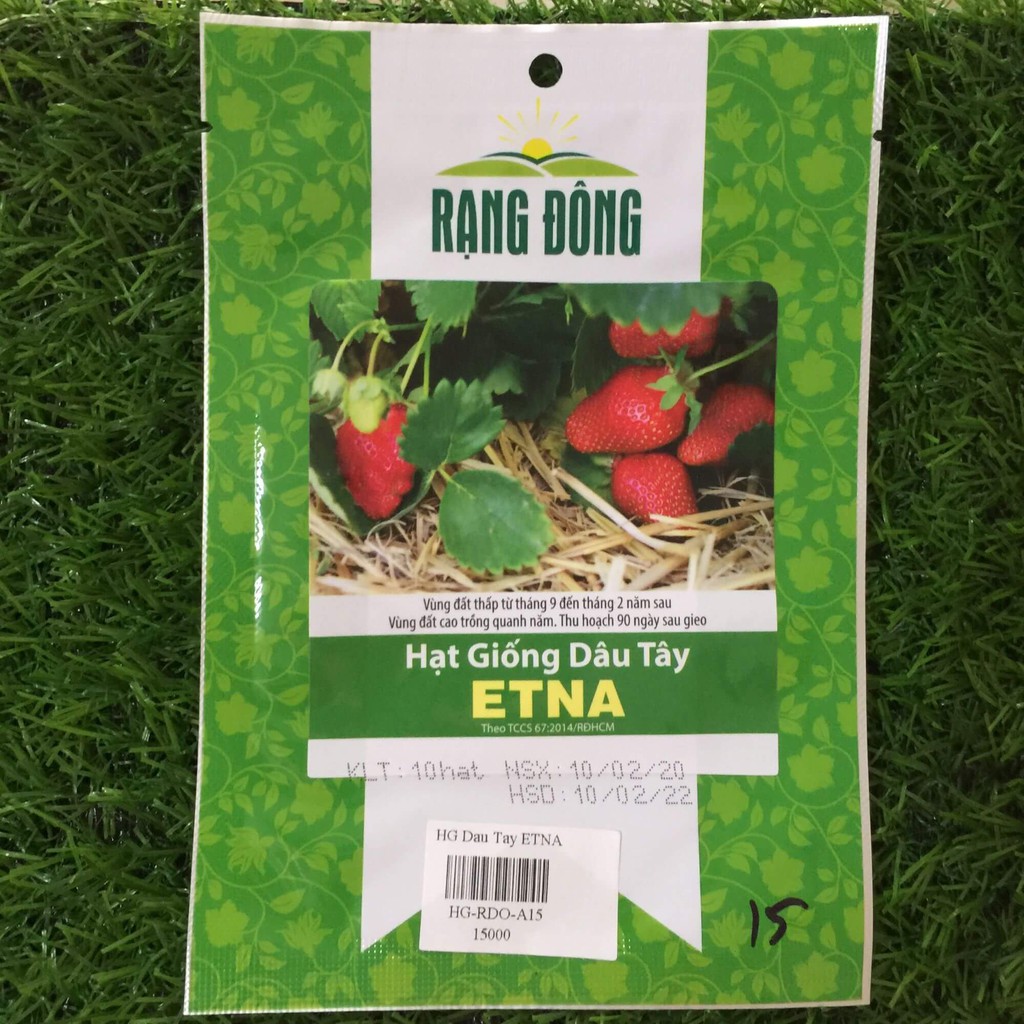 RẠNG ĐÔNG
Vùng đất thấp từ tháng 9 đến tháng 2 năm sau
Vùng đất cao trồng quanh năm. Thu hoạch 90 ngày sau gieo
Hạt Giống Dâu Tây
ETNA
Theo TCCS 67:2014/RĐHCM
KLT:10hat NSX:10/02/20
HSD:10/02/22
HG Dau Tay ETNA
HG-RDO-A15
15000
15